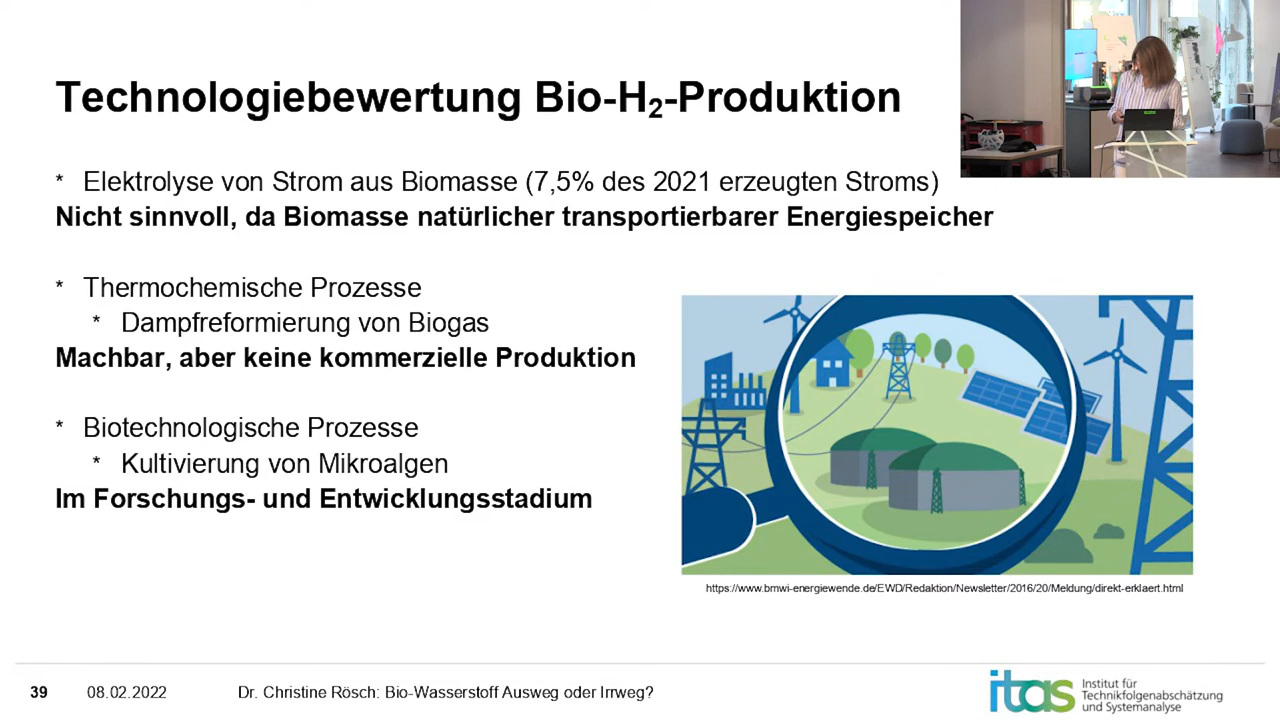 Technologiebewertung Bio-H₂-Produktion
* Elektrolyse von Strom aus Biomasse (7,5% des 2021 erzeugten Stroms)
Nicht sinnvoll, da Biomasse natürlicher transportierbarer Energiespeicher
* Thermochemische Prozesse
* Dampfreformierung von Biogas
Machbar, aber keine kommerzielle Produktion
* Biotechnologische Prozesse
* Kultivierung von Mikroalgen
Im Forschungs- und Entwicklungsstadium
https://www.bmwi-energiewende.de/EWD/Redaktion/Newsletter/2016/20/Meldung/direkt-erklaert.html
39 08.02.2022 Dr. Christine Rösch: Bio-Wasserstoff Ausweg oder Irrweg?
itas
Institut für
Technikfolgenabschätzung
und Systemanalyse